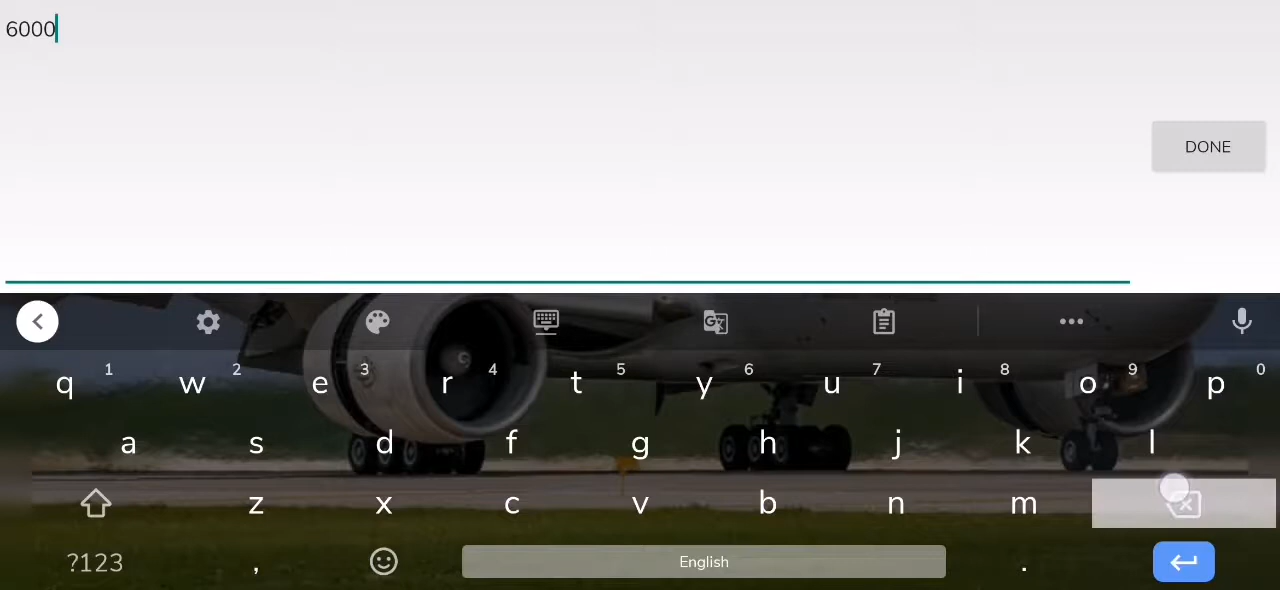 6000
DONE
q 1 w 2 e 3 r 4 t 5 y 6 u 7 i 8 o 9 p 0
a s d f g h j k l
z x c v b n m
?123 , English .